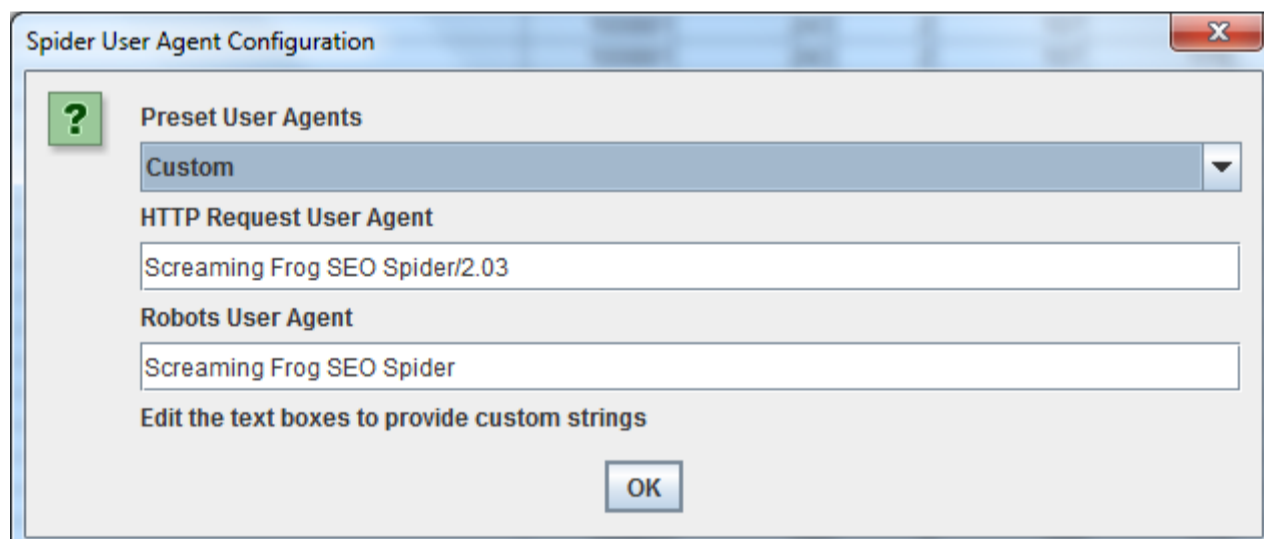 Spider User Agent Configuration
Preset User Agents
Custom
HTTP Request User Agent
Screaming Frog SEO Spider/2.03
Robots User Agent
Screaming Frog SEO Spider
Edit the text boxes to provide custom strings
OK